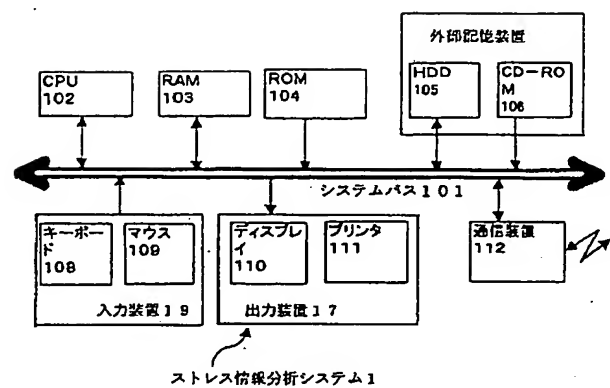 外部記憶装置
CPU
102
RAM
103
ROM
104
HDD
105
CD-RO
M
106
システムバス101
キーボー
ド
108
マウス
109
ディスプレ
イ
110
プリンタ
111
通信装置
112
入力装置19
出力装置17
ストレス情報分析システム1